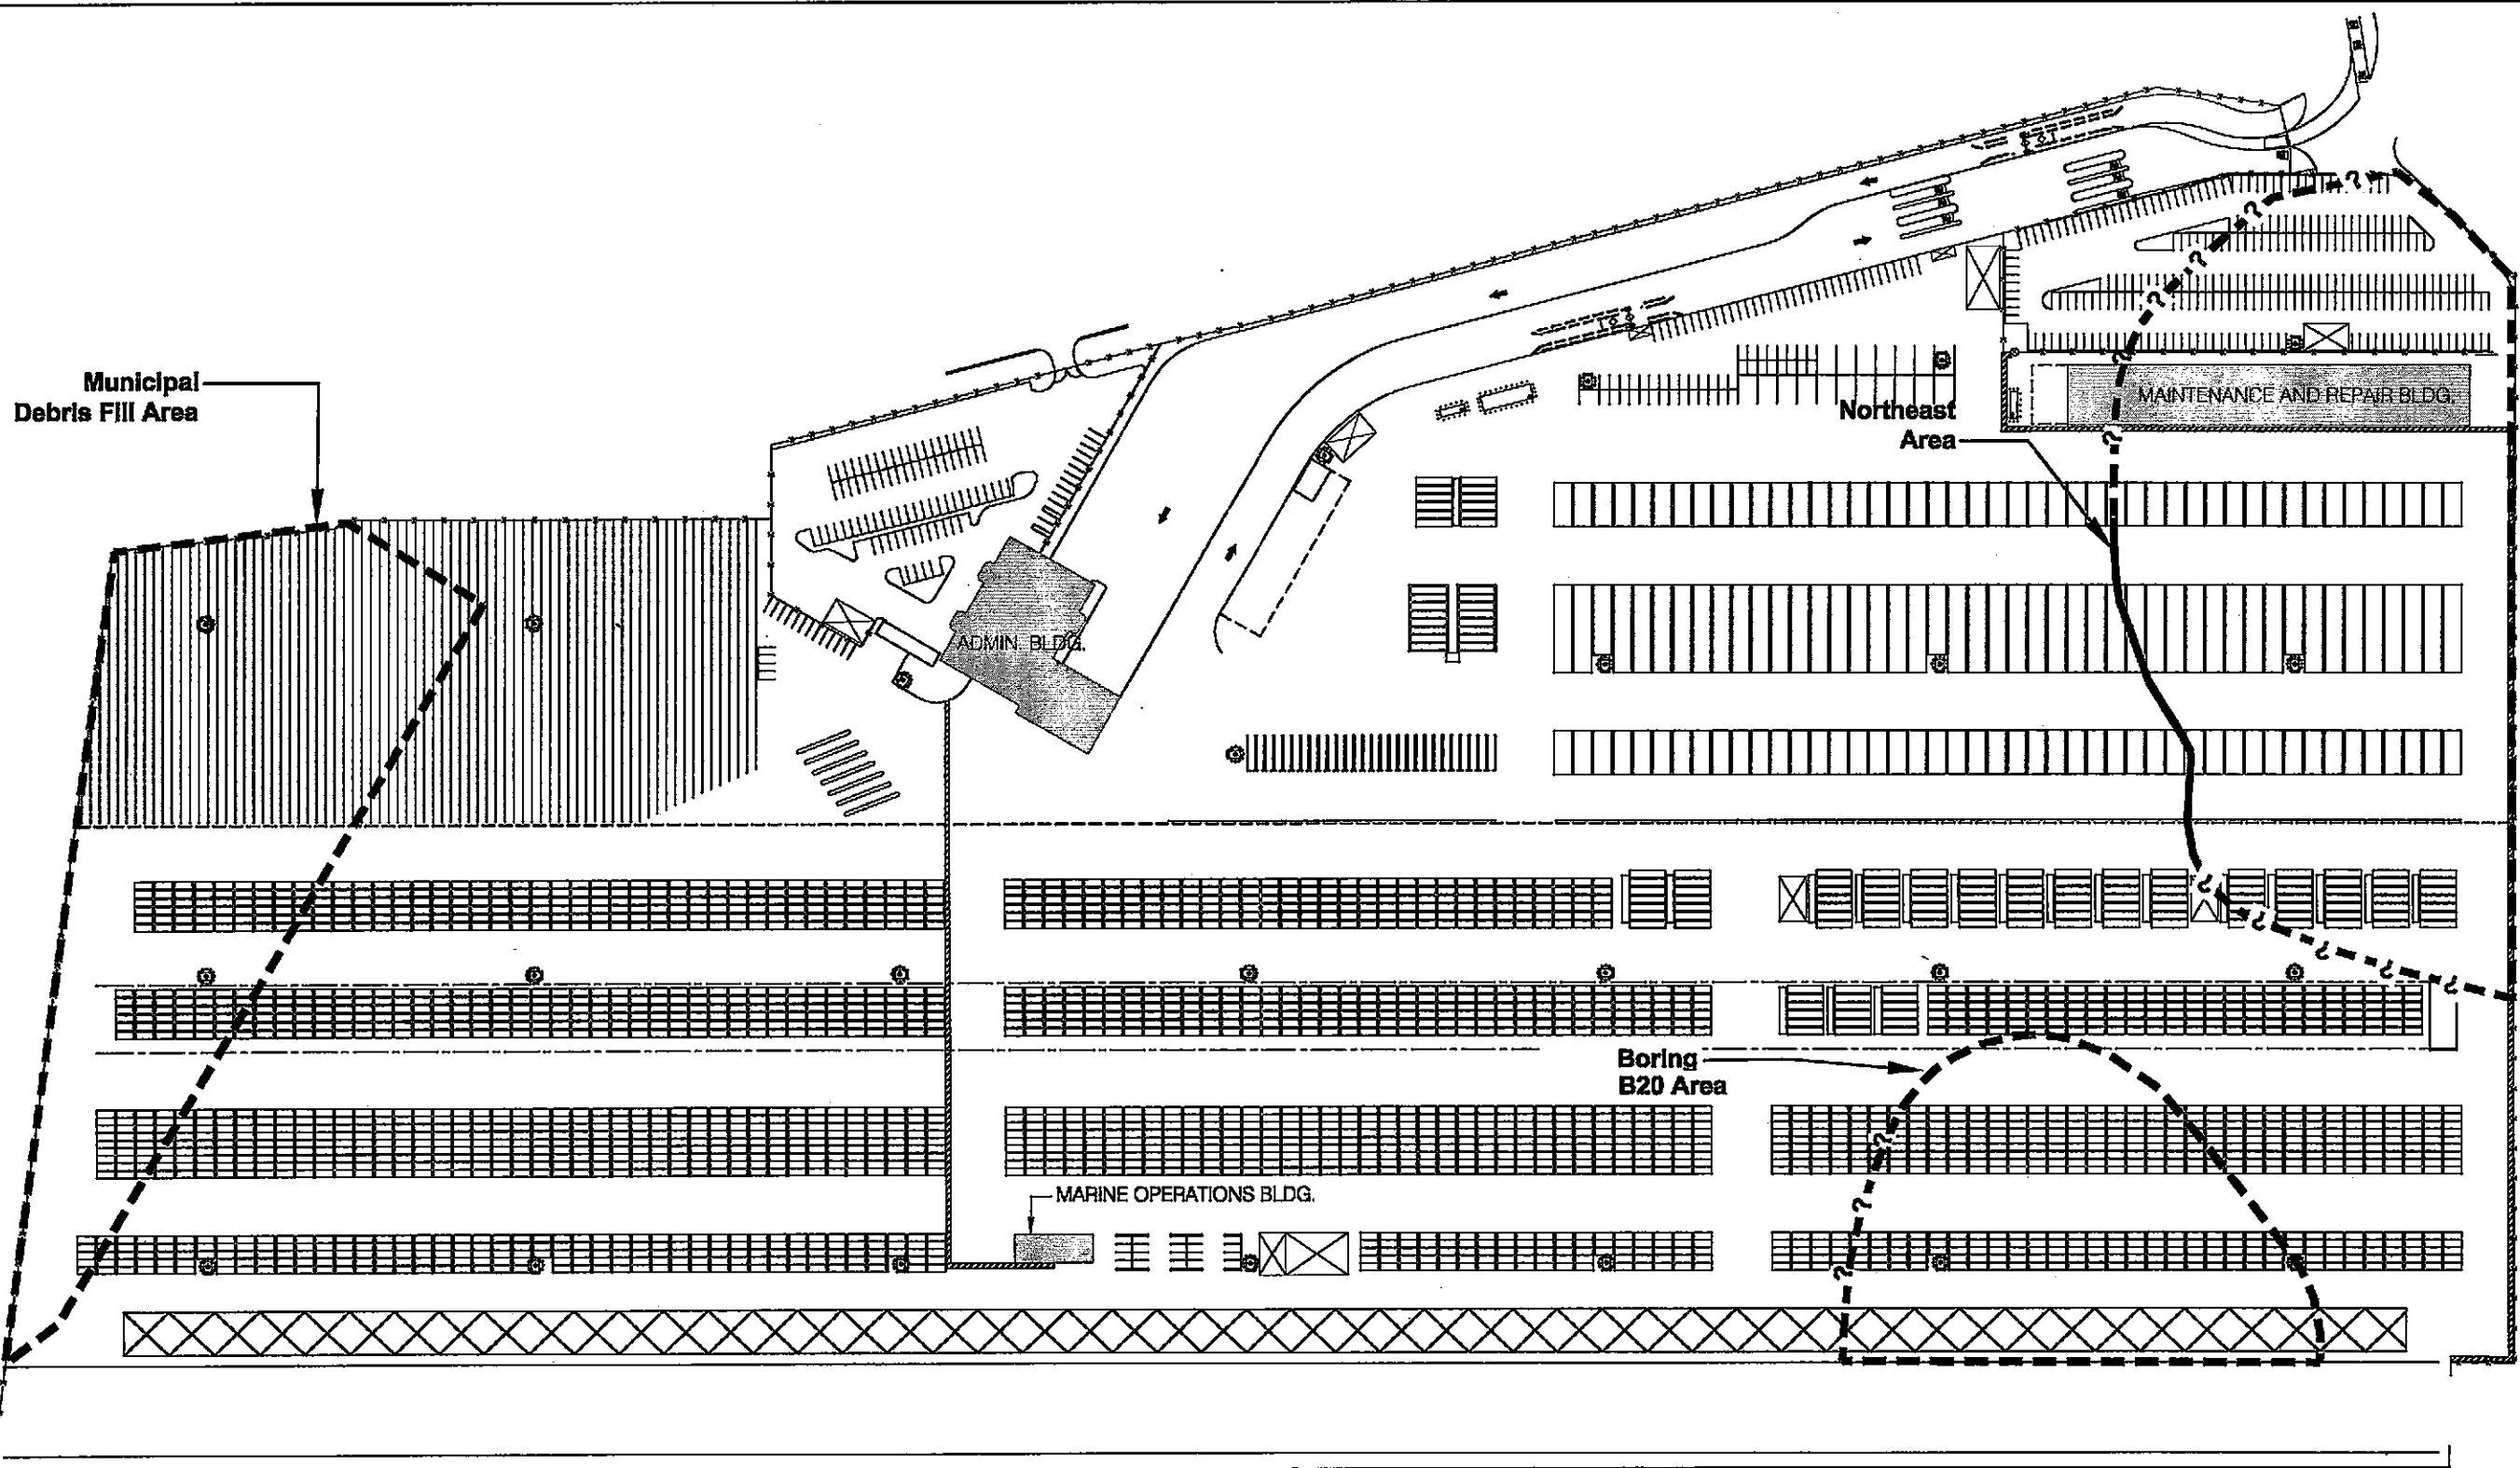 Municipal
Debris Fill Area
MAINTENANCE AND REPAIR BLDG.
Northeast
Area
ADMIN. BLDG.
Boring
B20 Area
MARINE OPERATIONS BLDG.